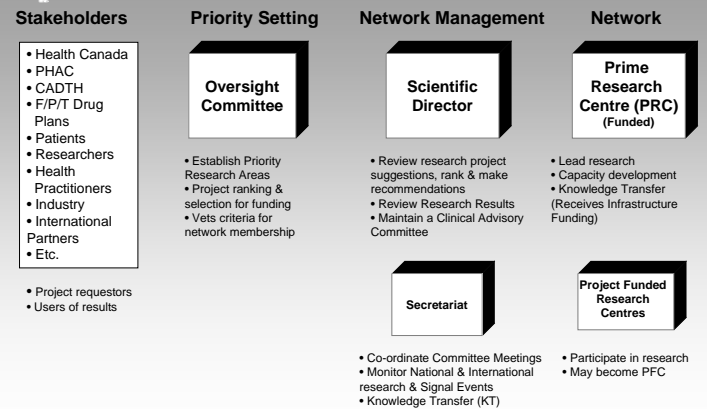 Stakeholders
• Health Canada
• PHAC
• CADTH
• F/P/T Drug
Plans
• Patients
• Researchers
• Health
Practitioners
• Industry
• International
Partners
• Etc.
• Project requestors
• Users of results
Priority Setting
Oversight
Committee
• Establish Priority
Research Areas
• Project ranking &
selection for funding
• Vets criteria for
network membership
Network Management
Scientific
Director
• Review research project
suggestions, rank & make
recommendations
• Review Research Results
• Maintain a Clinical Advisory
Committee
Secretariat
• Co-ordinate Committee Meetings
• Monitor National & International
research & Signal Events
• Knowledge Transfer (KT)
Network
Prime
Research
Centre (PRC)
(Funded)
• Lead research
• Capacity development
• Knowledge Transfer
(Receives Infrastructure
Funding)
Project Funded
Research
Centres
• Participate in research
• May become PFC